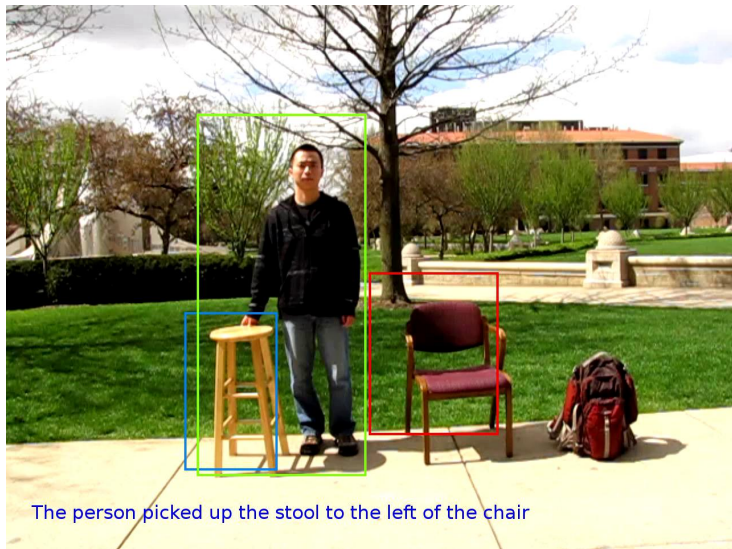 The person picked up the stool to the left of the chair